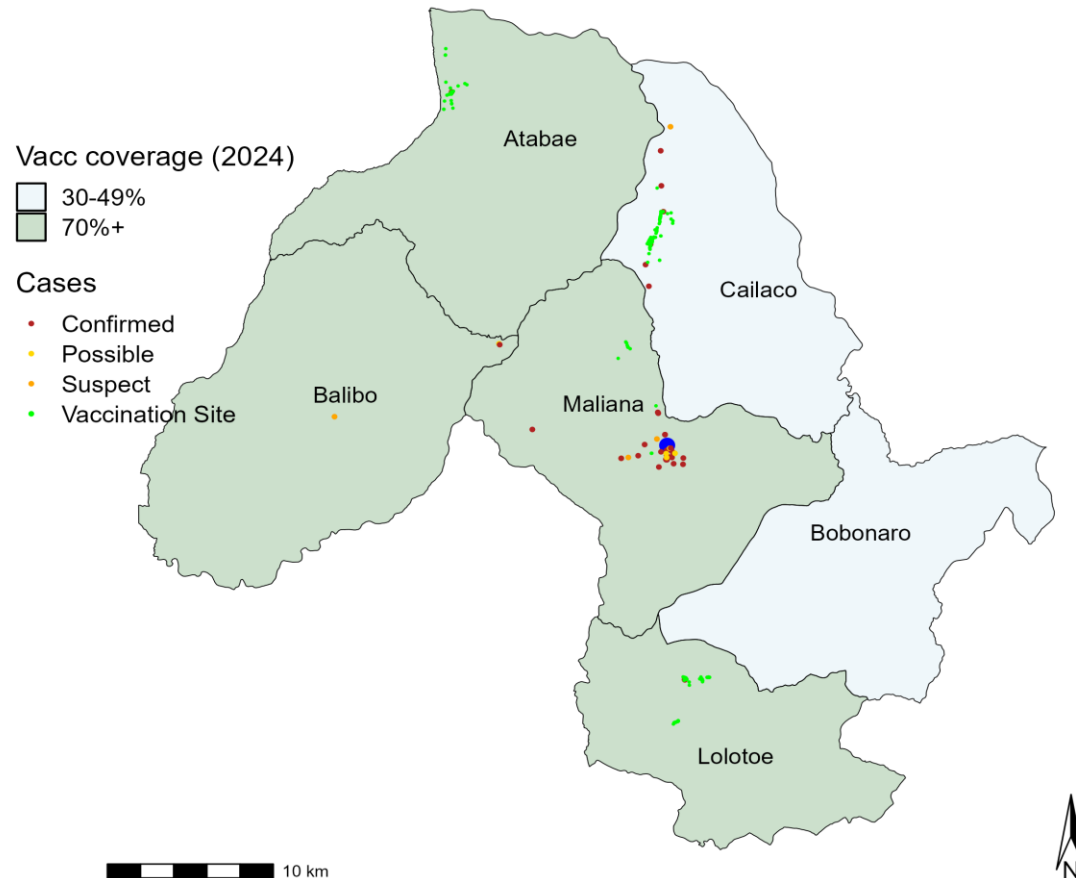 Atabae
Vacc coverage (2024)
30-49%
70%+
Cases
Confirmed
Possible
Suspect
Vaccination Site
Cailaco
Balibo
Maliana
Bobonaro
Lolotoe
10 km
N